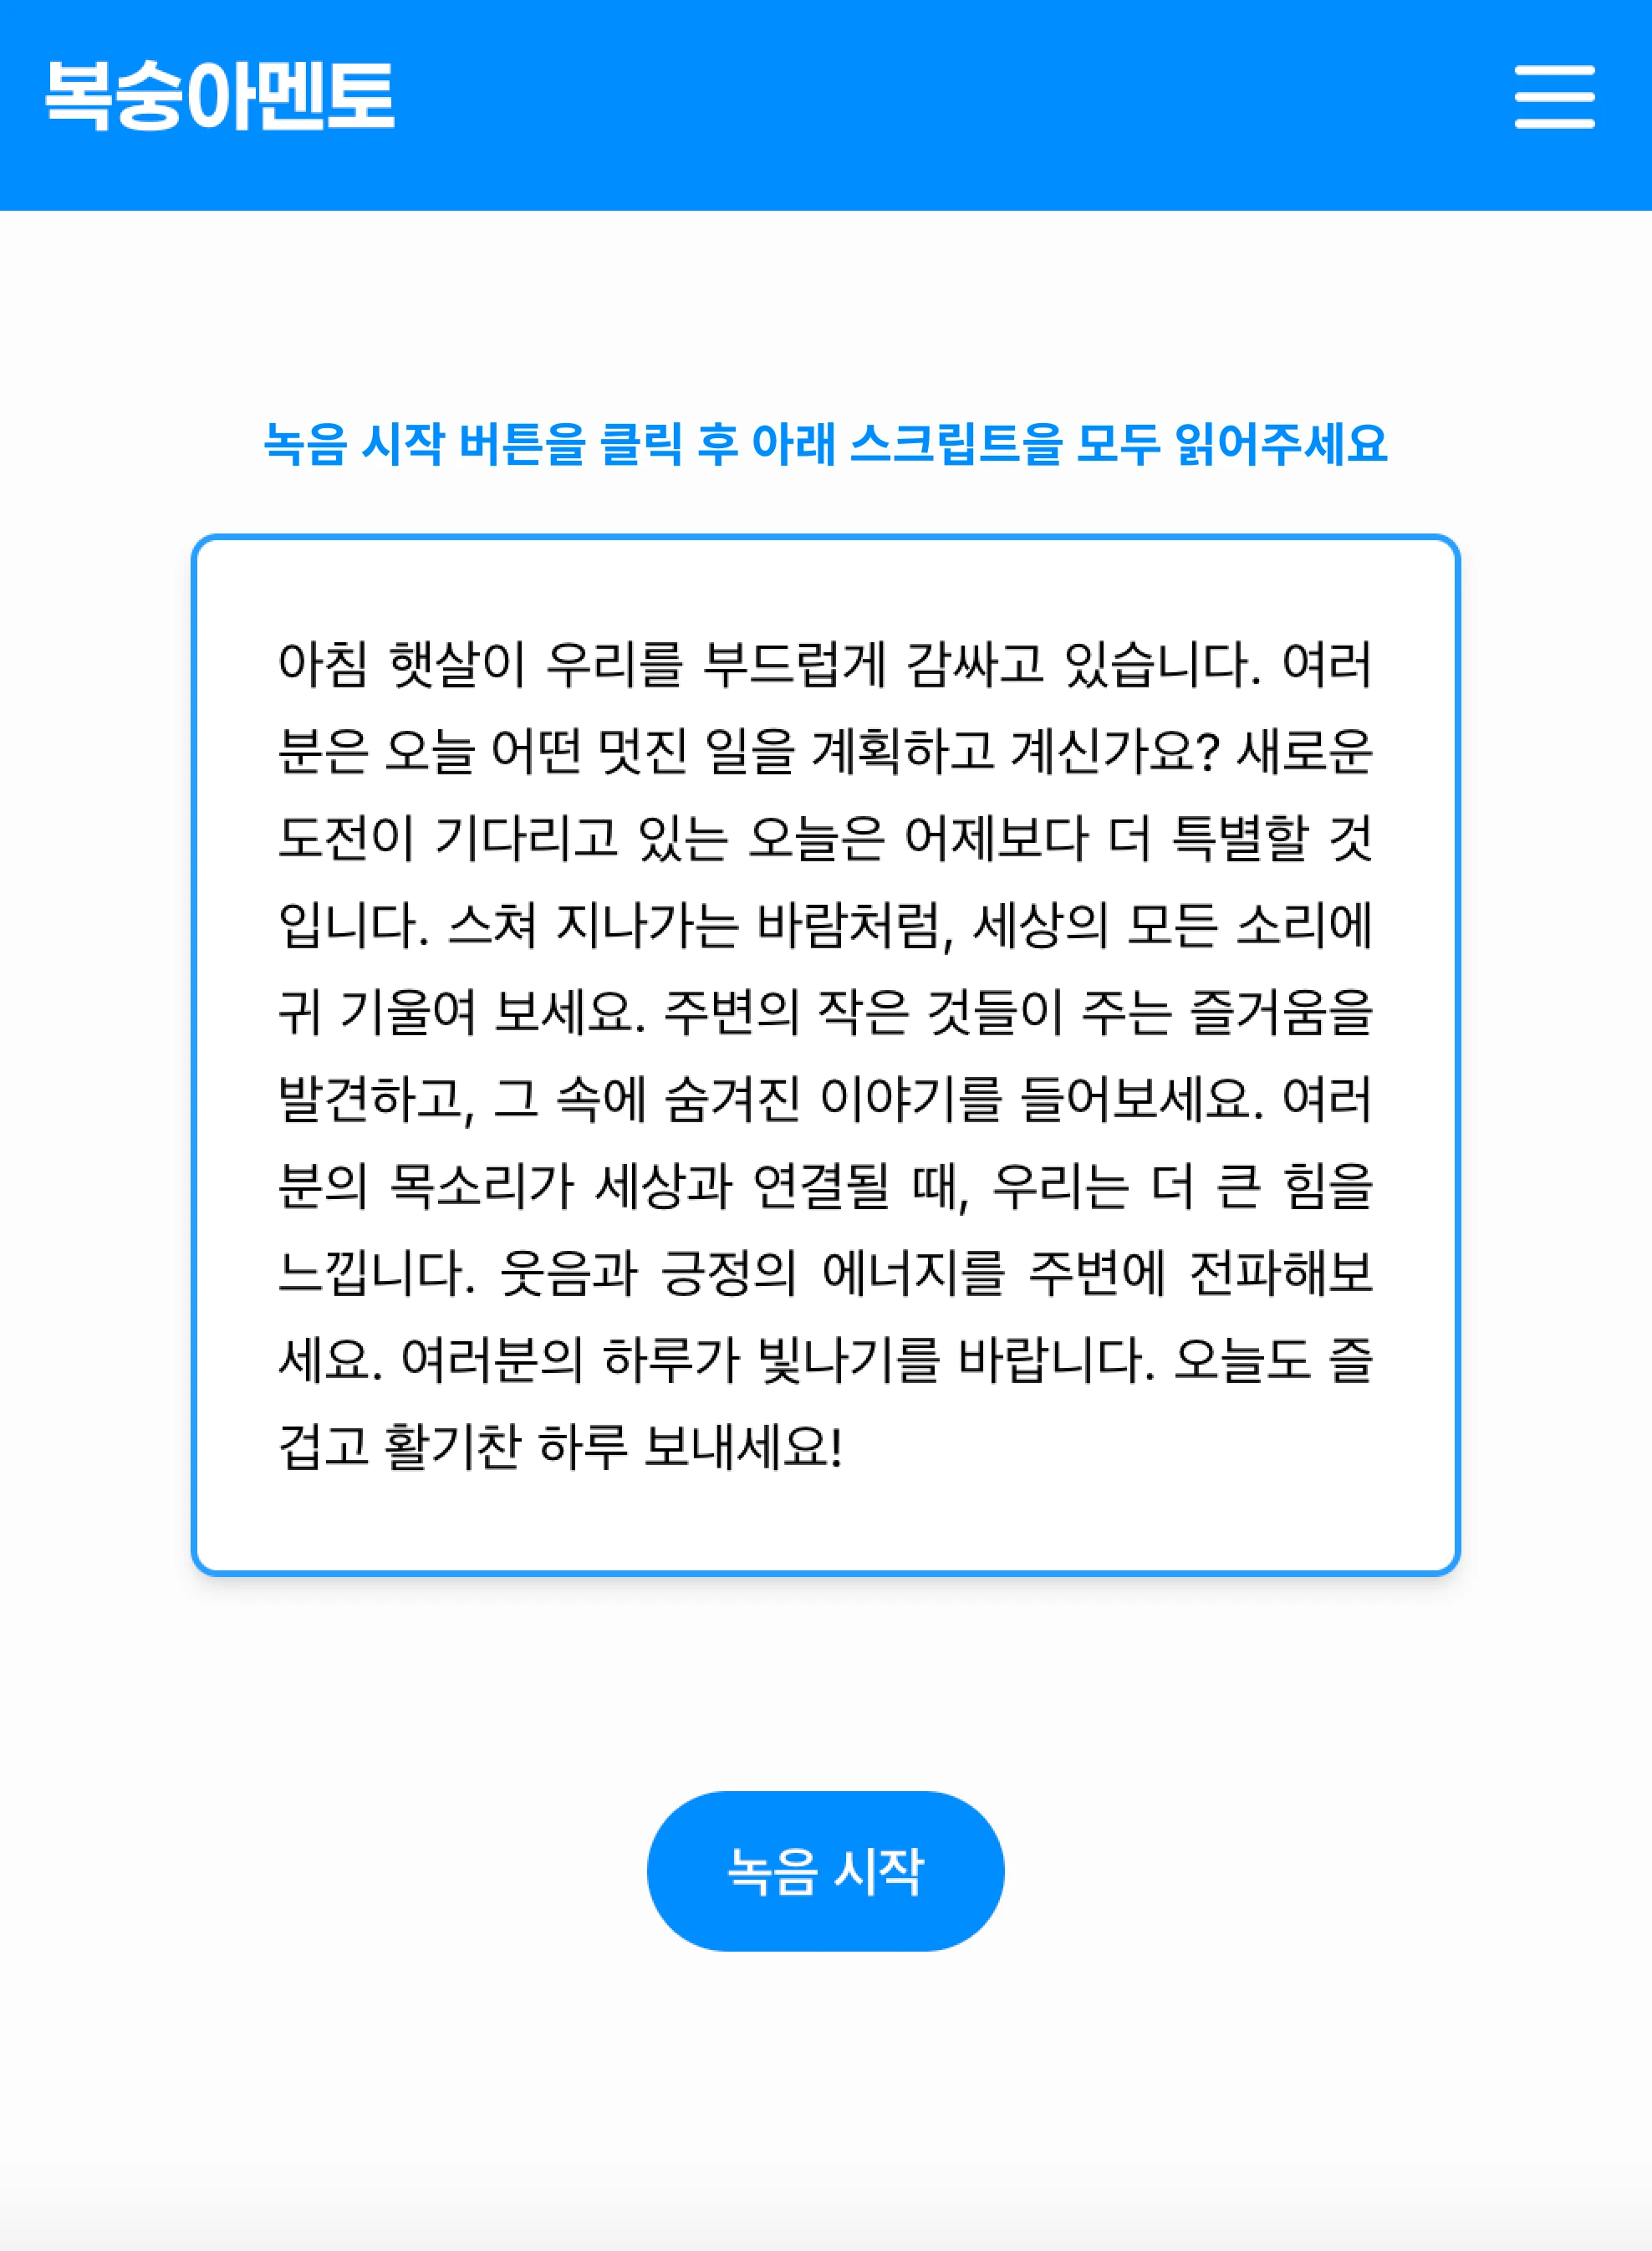 복숭아멘토
녹음 시작 버튼을 클릭 후 아래 스크립트을 모두 읽어주세요
아침 햇살이 우리를 부드럽게 감싸고 있습니다. 여러
분은 오늘 어떤 멋진 일을 계획하고 계신가요? 새로운
도전이 기다리고 있는 오늘은 어제보다 더 특별할 것
입니다. 스쳐 지나가는 바람처럼, 세상의 모든 소리에
귀 기울여 보세요. 주변의 작은 것들이 주는 즐거움을
발견하고, 그 속에 숨겨진 이야기를 들어보세요. 여러
분의 목소리가 세상과 연결될 때, 우리는 더 큰 힘을
느낍니다. 웃음과 긍정의 에너지를 주변에 전파해보
세요. 여러분의 하루가 빛나기를 바랍니다. 오늘도 즐
겁고 활기찬 하루 보내세요!
녹음 시작